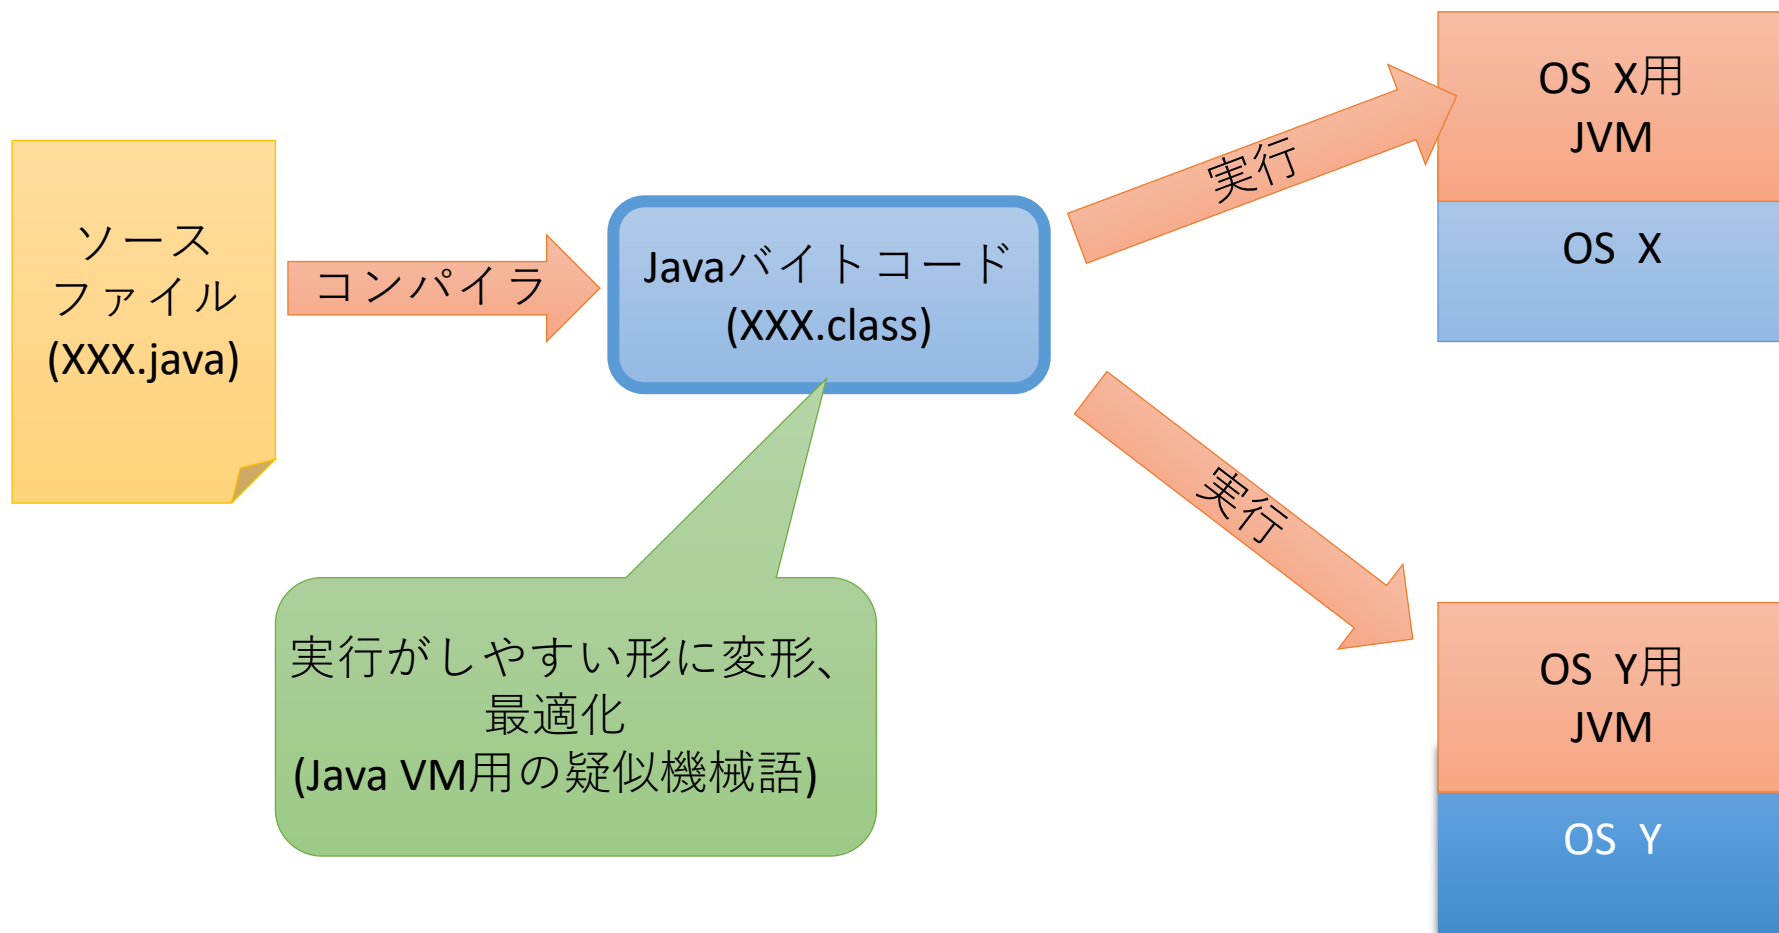 ソース
ファイル
(XXX.java)
コンパイラ
Javaバイトコード
(XXX.class)
実行がしやすい形に変形、
最適化
(Java VM用の疑似機械語)
実行
OS X用
JVM
OS X
実行
OS Y用
JVM
OS Y